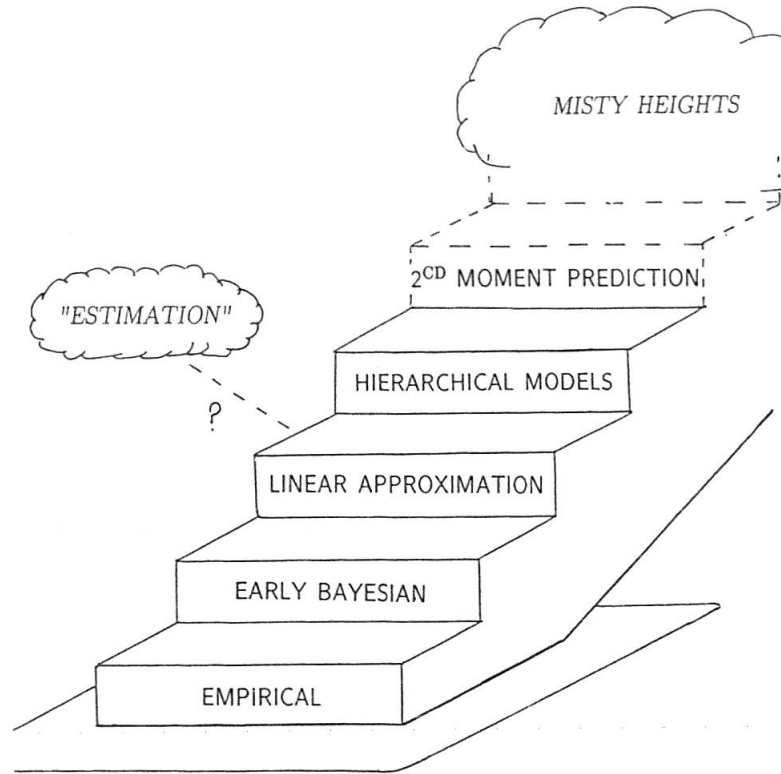 MISTY HEIGHTS
2CD MOMENT PREDICTION
"ESTIMATION"
HIERARCHICAL MODELS
?
LINEAR APPROXIMATION
EARLY BAYESIAN
EMPIRICAL